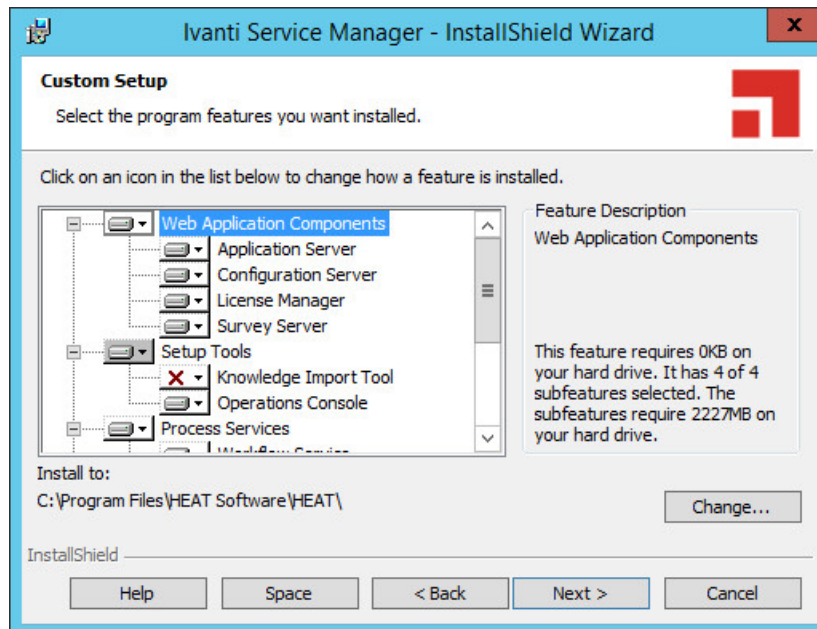 Ivanti Service Manager - InstallShield Wizard
x
Custom Setup
Select the program features you want installed.
Click on an icon in the list below to change how a feature is installed.
Web Application Components
Application Server
Configuration Server
License Manager
Survey Server
Setup Tools
Knowledge Import Tool
Operations Console
Process Services
Workflow Service
Feature Description
Web Application Components
This feature requires 0KB on
your hard drive. It has 4 of 4
subfeatures selected. The
subfeatures require 2227MB on
your hard drive.
Install to:
C:\Program Files\HEAT Software\HEAT\
Change...
InstallShield
Help
Space
< Back
Next >
Cancel